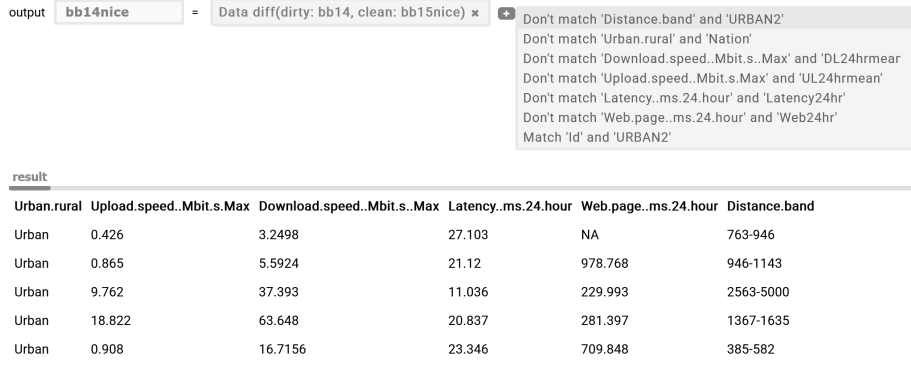 output bb14nice = Data diff(dirty: bb14, clean: bb15nice) × +
Don't match 'Distance.band' and 'URBAN2'
Don't match 'Urban.rural' and 'Nation'
Don't match 'Download.speed..Mbit.s..Max' and 'DL24hrmear
Don't match 'Upload.speed..Mbit.s.Max' and 'UL24hrmean'
Don't match 'Latency..ms.24.hour' and 'Latency24hr'
Don't match 'Web.page..ms.24.hour' and 'Web24hr'
Match 'Id' and 'URBAN2'
result
Urban.rural Upload.speed..Mbit.s.Max Download.speed..Mbit.s..Max Latency..ms.24.hour Web.page..ms.24.hour Distance.band
Urban 0.426 3.2498 27.103 NA 763-946
Urban 0.865 5.5924 21.12 978.768 946-1143
Urban 9.762 37.393 11.036 229.993 2563-5000
Urban 18.822 63.648 20.837 281.397 1367-1635
Urban 0.908 16.7156 23.346 709.848 385-582